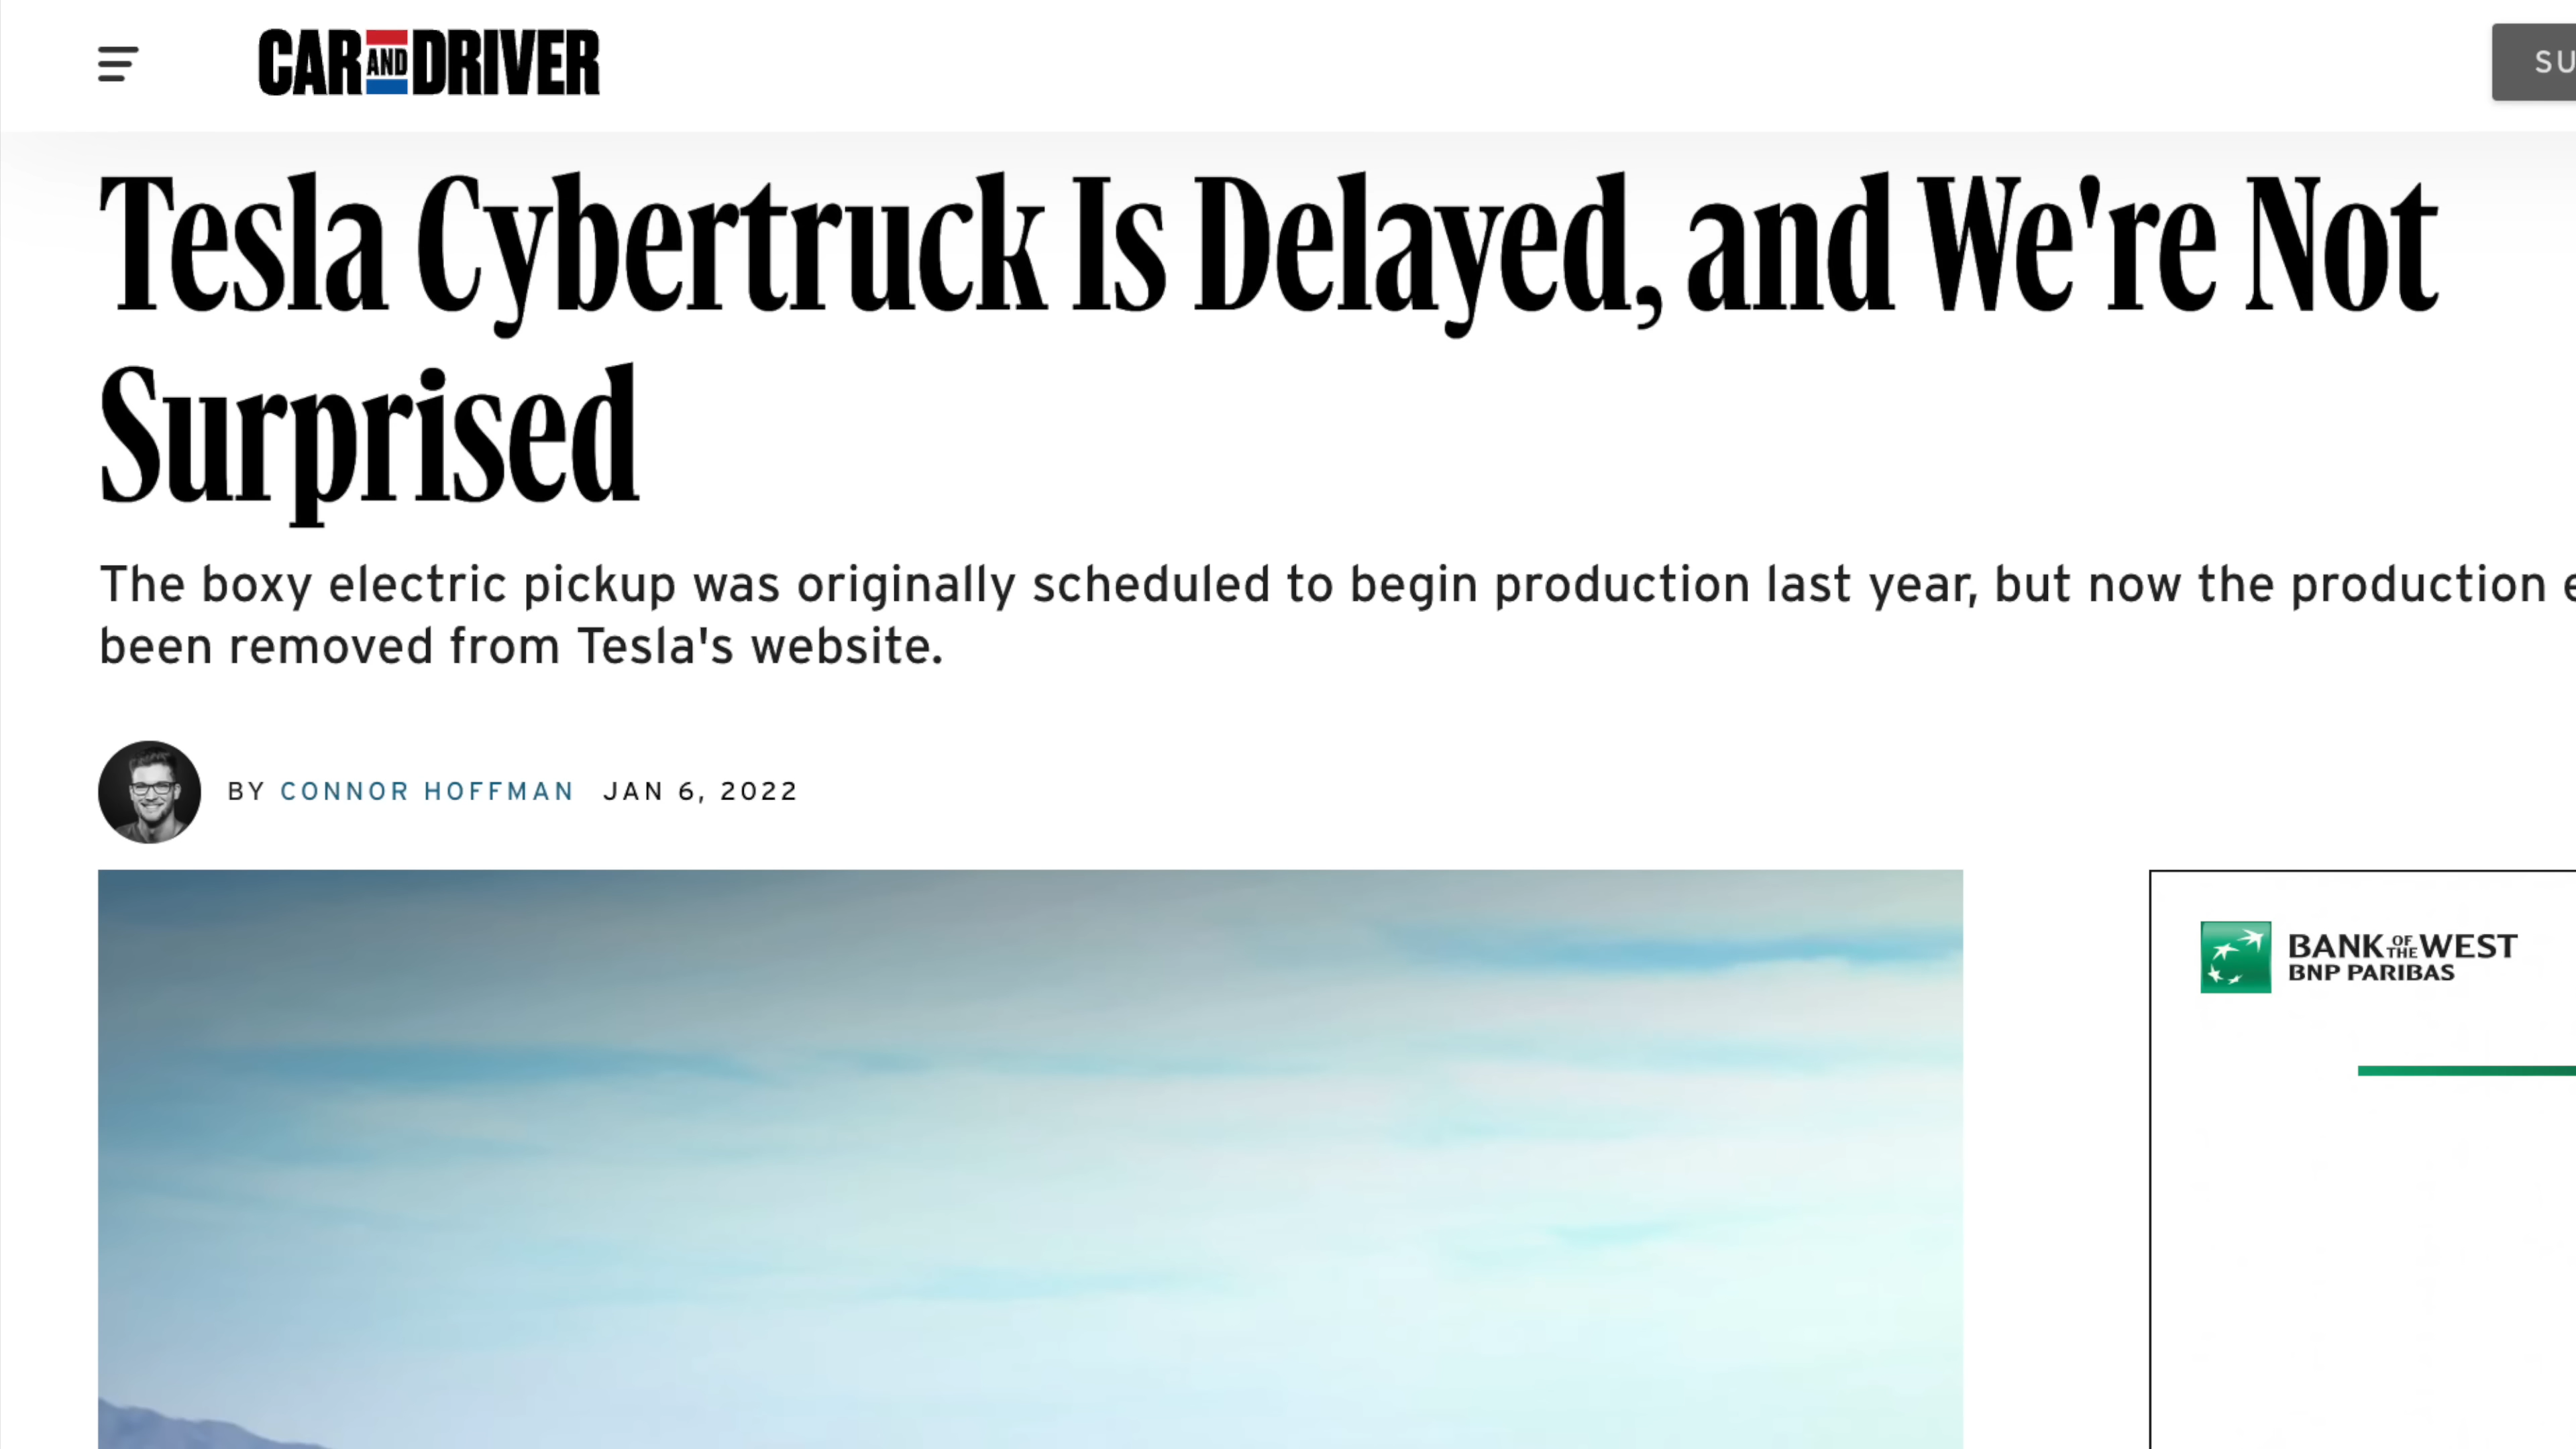 CAR AND DRIVER
SU
Tesla Cybertruck Is Delayed, and We're Not
Surprised
The boxy electric pickup was originally scheduled to begin production last year, but now the production
been removed from Tesla's website.
BY CONNOR HOFFMAN JAN 6, 2022
BANK OF THE WEST
BNP PARIBAS